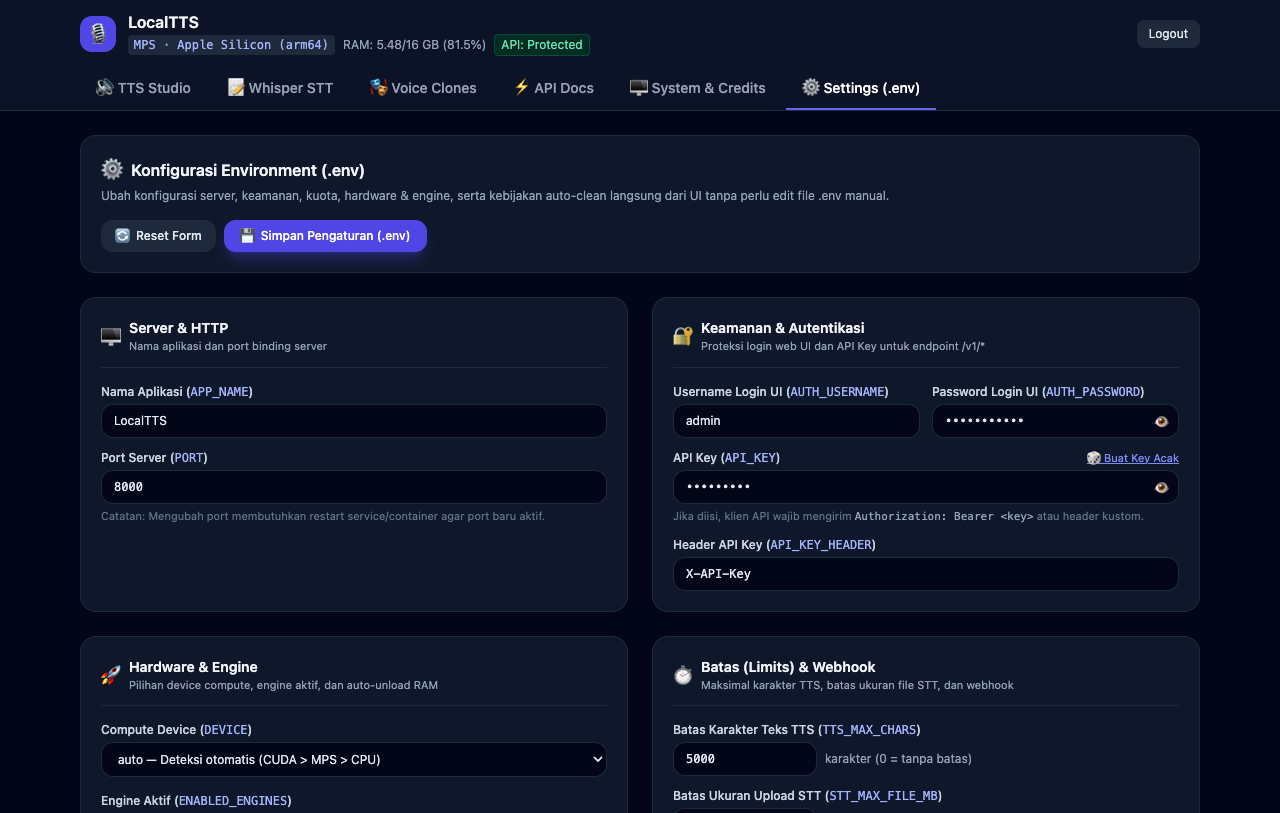 LocalTTS
MPS · Apple Silicon (arm64) RAM: 5.48/16 GB (81.5%) API: Protected
Logout
TTS Studio Whisper STT Voice Clones API Docs System & Credits Settings (.env)
Konfigurasi Environment (.env)
Ubah konfigurasi server, keamanan, kuota, hardware & engine, serta kebijakan auto-clean langsung dari UI tanpa perlu edit file .env manual.
Reset Form Simpan Pengaturan (.env)
Server & HTTP
Nama aplikasi dan port binding server
Nama Aplikasi (APP_NAME)
LocalTTS
Port Server (PORT)
8000
Catatan: Mengubah port membutuhkan restart service/container agar port baru aktif.
Keamanan & Autentikasi
Proteksi login web UI dan API Key untuk endpoint /v1/*
Username Login UI (AUTH_USERNAME) Password Login UI (AUTH_PASSWORD)
admin •••••••••••
API Key (API_KEY) Buat Key Acak
•••••••••
Jika diisi, klien API wajib mengirim Authorization: Bearer <key> atau header kustom.
Header API Key (API_KEY_HEADER)
X-API-Key
Hardware & Engine
Pilihan device compute, engine aktif, dan auto-unload RAM
Compute Device (DEVICE)
auto — Deteksi otomatis (CUDA > MPS > CPU)
Engine Aktif (ENABLED_ENGINES)
Batas (Limits) & Webhook
Maksimal karakter TTS, batas ukuran file STT, dan webhook
Batas Karakter Teks TTS (TTS_MAX_CHARS)
5000 karakter (0 = tanpa batas)
Batas Ukuran Upload STT (STT_MAX_FILE_MB)